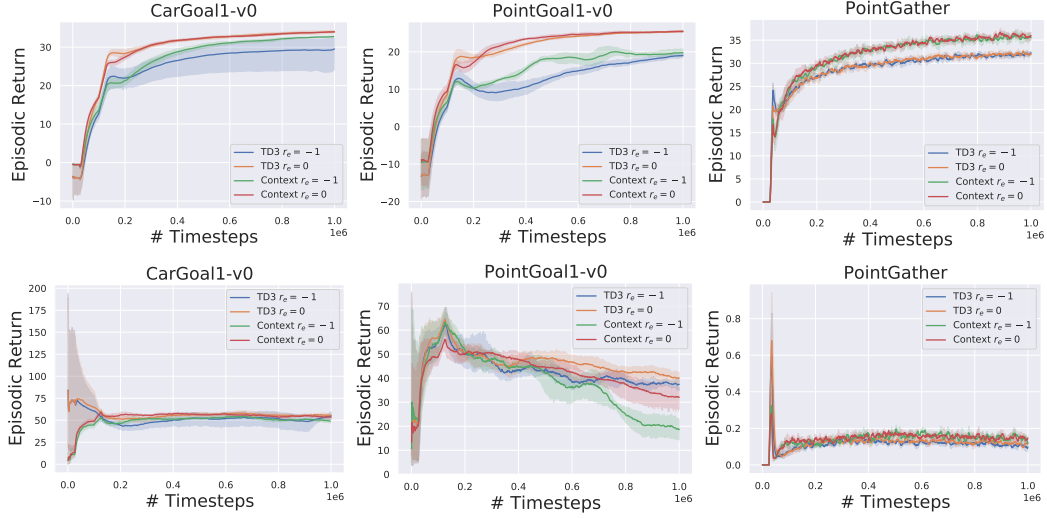 CarGoal1-v0
Episodic Return
30
20
10
0
−10
0.0 0.2 0.4 0.6 0.8 1.0
1e6
# Timesteps
TD3 r_e = −1
TD3 r_e = 0
Context r_e = −1
Context r_e = 0
PointGoal1-v0
Episodic Return
20
10
0
−10
−20
0.0 0.2 0.4 0.6 0.8 1.0
1e6
# Timesteps
TD3 r_e = −1
TD3 r_e = 0
Context r_e = −1
Context r_e = 0
PointGather
Episodic Return
35
30
25
20
15
10
5
0
0.0 0.2 0.4 0.6 0.8 1.0
1e6
# Timesteps
TD3 r_e = −1
TD3 r_e = 0
Context r_e = −1
Context r_e = 0
CarGoal1-v0
Episodic Return
200
175
150
125
100
75
50
25
0
0.0 0.2 0.4 0.6 0.8 1.0
1e6
# Timesteps
TD3 r_e = −1
TD3 r_e = 0
Context r_e = −1
Context r_e = 0
PointGoal1-v0
Episodic Return
70
60
50
40
30
20
10
0
0.0 0.2 0.4 0.6 0.8 1.0
1e6
# Timesteps
TD3 r_e = −1
TD3 r_e = 0
Context r_e = −1
Context r_e = 0
PointGather
Episodic Return
0.8
0.6
0.4
0.2
0.0
0.0 0.2 0.4 0.6 0.8 1.0
1e6
# Timesteps
TD3 r_e = −1
TD3 r_e = 0
Context r_e = −1
Context r_e = 0